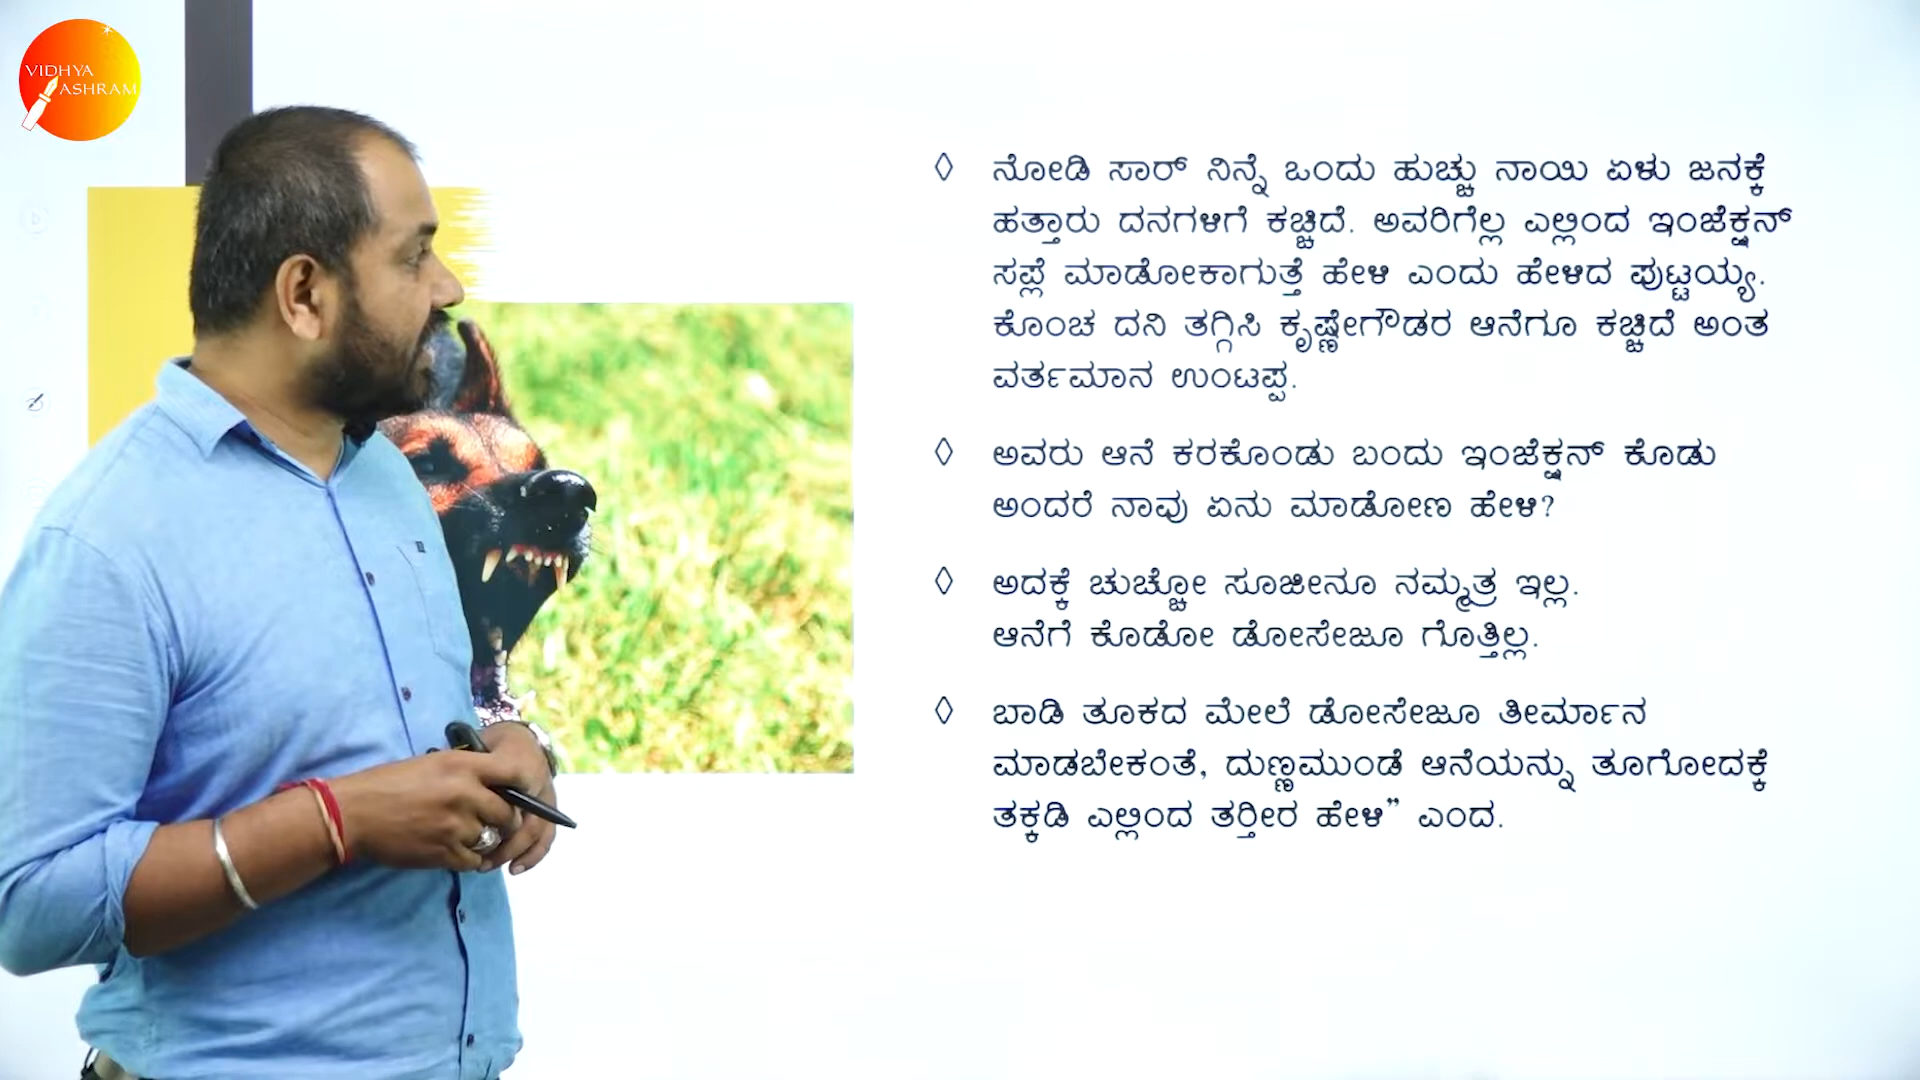 VIDHYA
ASHRAM
◊ ನೋಡಿ ಸಾರ್ ನಿನ್ನೆ ಒಂದು ಹುಚ್ಚು ನಾಯಿ ಏಳು ಜನಕ್ಕೆ
ಹತ್ತಾರು ದನಗಳಿಗೆ ಕಚ್ಚಿದೆ. ಅವರಿಗೆಲ್ಲ ಎಲ್ಲಿಂದ ಇಂಜೆಕ್ಷನ್
ಸಪ್ಲೆ ಮಾಡೋಕಾಗುತ್ತೆ ಹೇಳಿ ಎಂದು ಹೇಳಿದ ಪುಟ್ಟಯ್ಯ.
ಕೊಂಚ ದನಿ ತಗ್ಗಿಸಿ ಕೃಷ್ಣೇಗೌಡರ ಆನೆಗೂ ಕಚ್ಚಿದೆ ಅಂತ
ವರ್ತಮಾನ ಉಂಟಪ್ಪ.
◊ ಅವರು ಆನೆ ಕರಕೊಂಡು ಬಂದು ಇಂಜೆಕ್ಷನ್ ಕೊಡು
ಅಂದರೆ ನಾವು ಏನು ಮಾಡೋಣ ಹೇಳಿ?
◊ ಅದಕ್ಕೆ ಚುಚ್ಚೋ ಸೂಜೀನೂ ನಮ್ಮತ್ರ ಇಲ್ಲ.
ಆನೆಗೆ ಕೊಡೋ ಡೋಸೇಜೂ ಗೊತ್ತಿಲ್ಲ.
◊ ಬಾಡಿ ತೂಕದ ಮೇಲೆ ಡೋಸೇಜೂ ತೀರ್ಮಾನ
ಮಾಡಬೇಕಂತೆ, ದುಣ್ಣಮುಂಡೆ ಆನೆಯನ್ನು ತೂಗೋದಕ್ಕೆ
ತಕ್ಕಡಿ ಎಲ್ಲಿಂದ ತರ‍್ತೀರ ಹೇಳಿ” ಎಂದ.